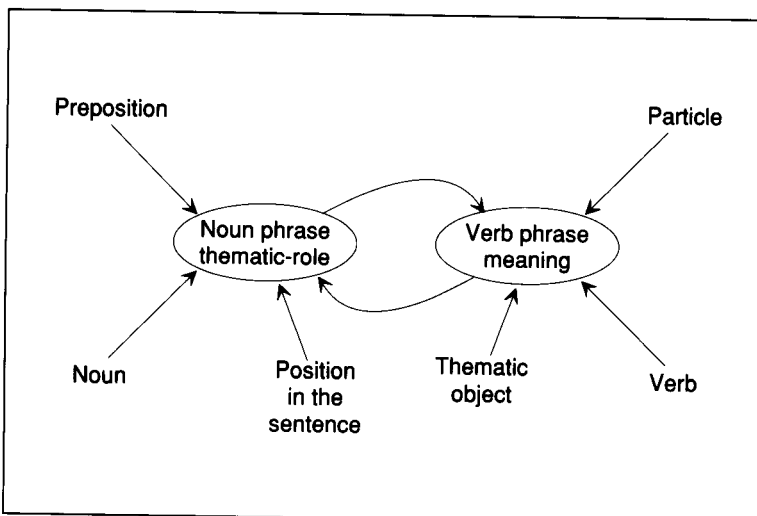 Preposition
Particle
Noun phrase
thematic-role
Verb phrase
meaning
Noun
Position
in the
sentence
Thematic
object
Verb